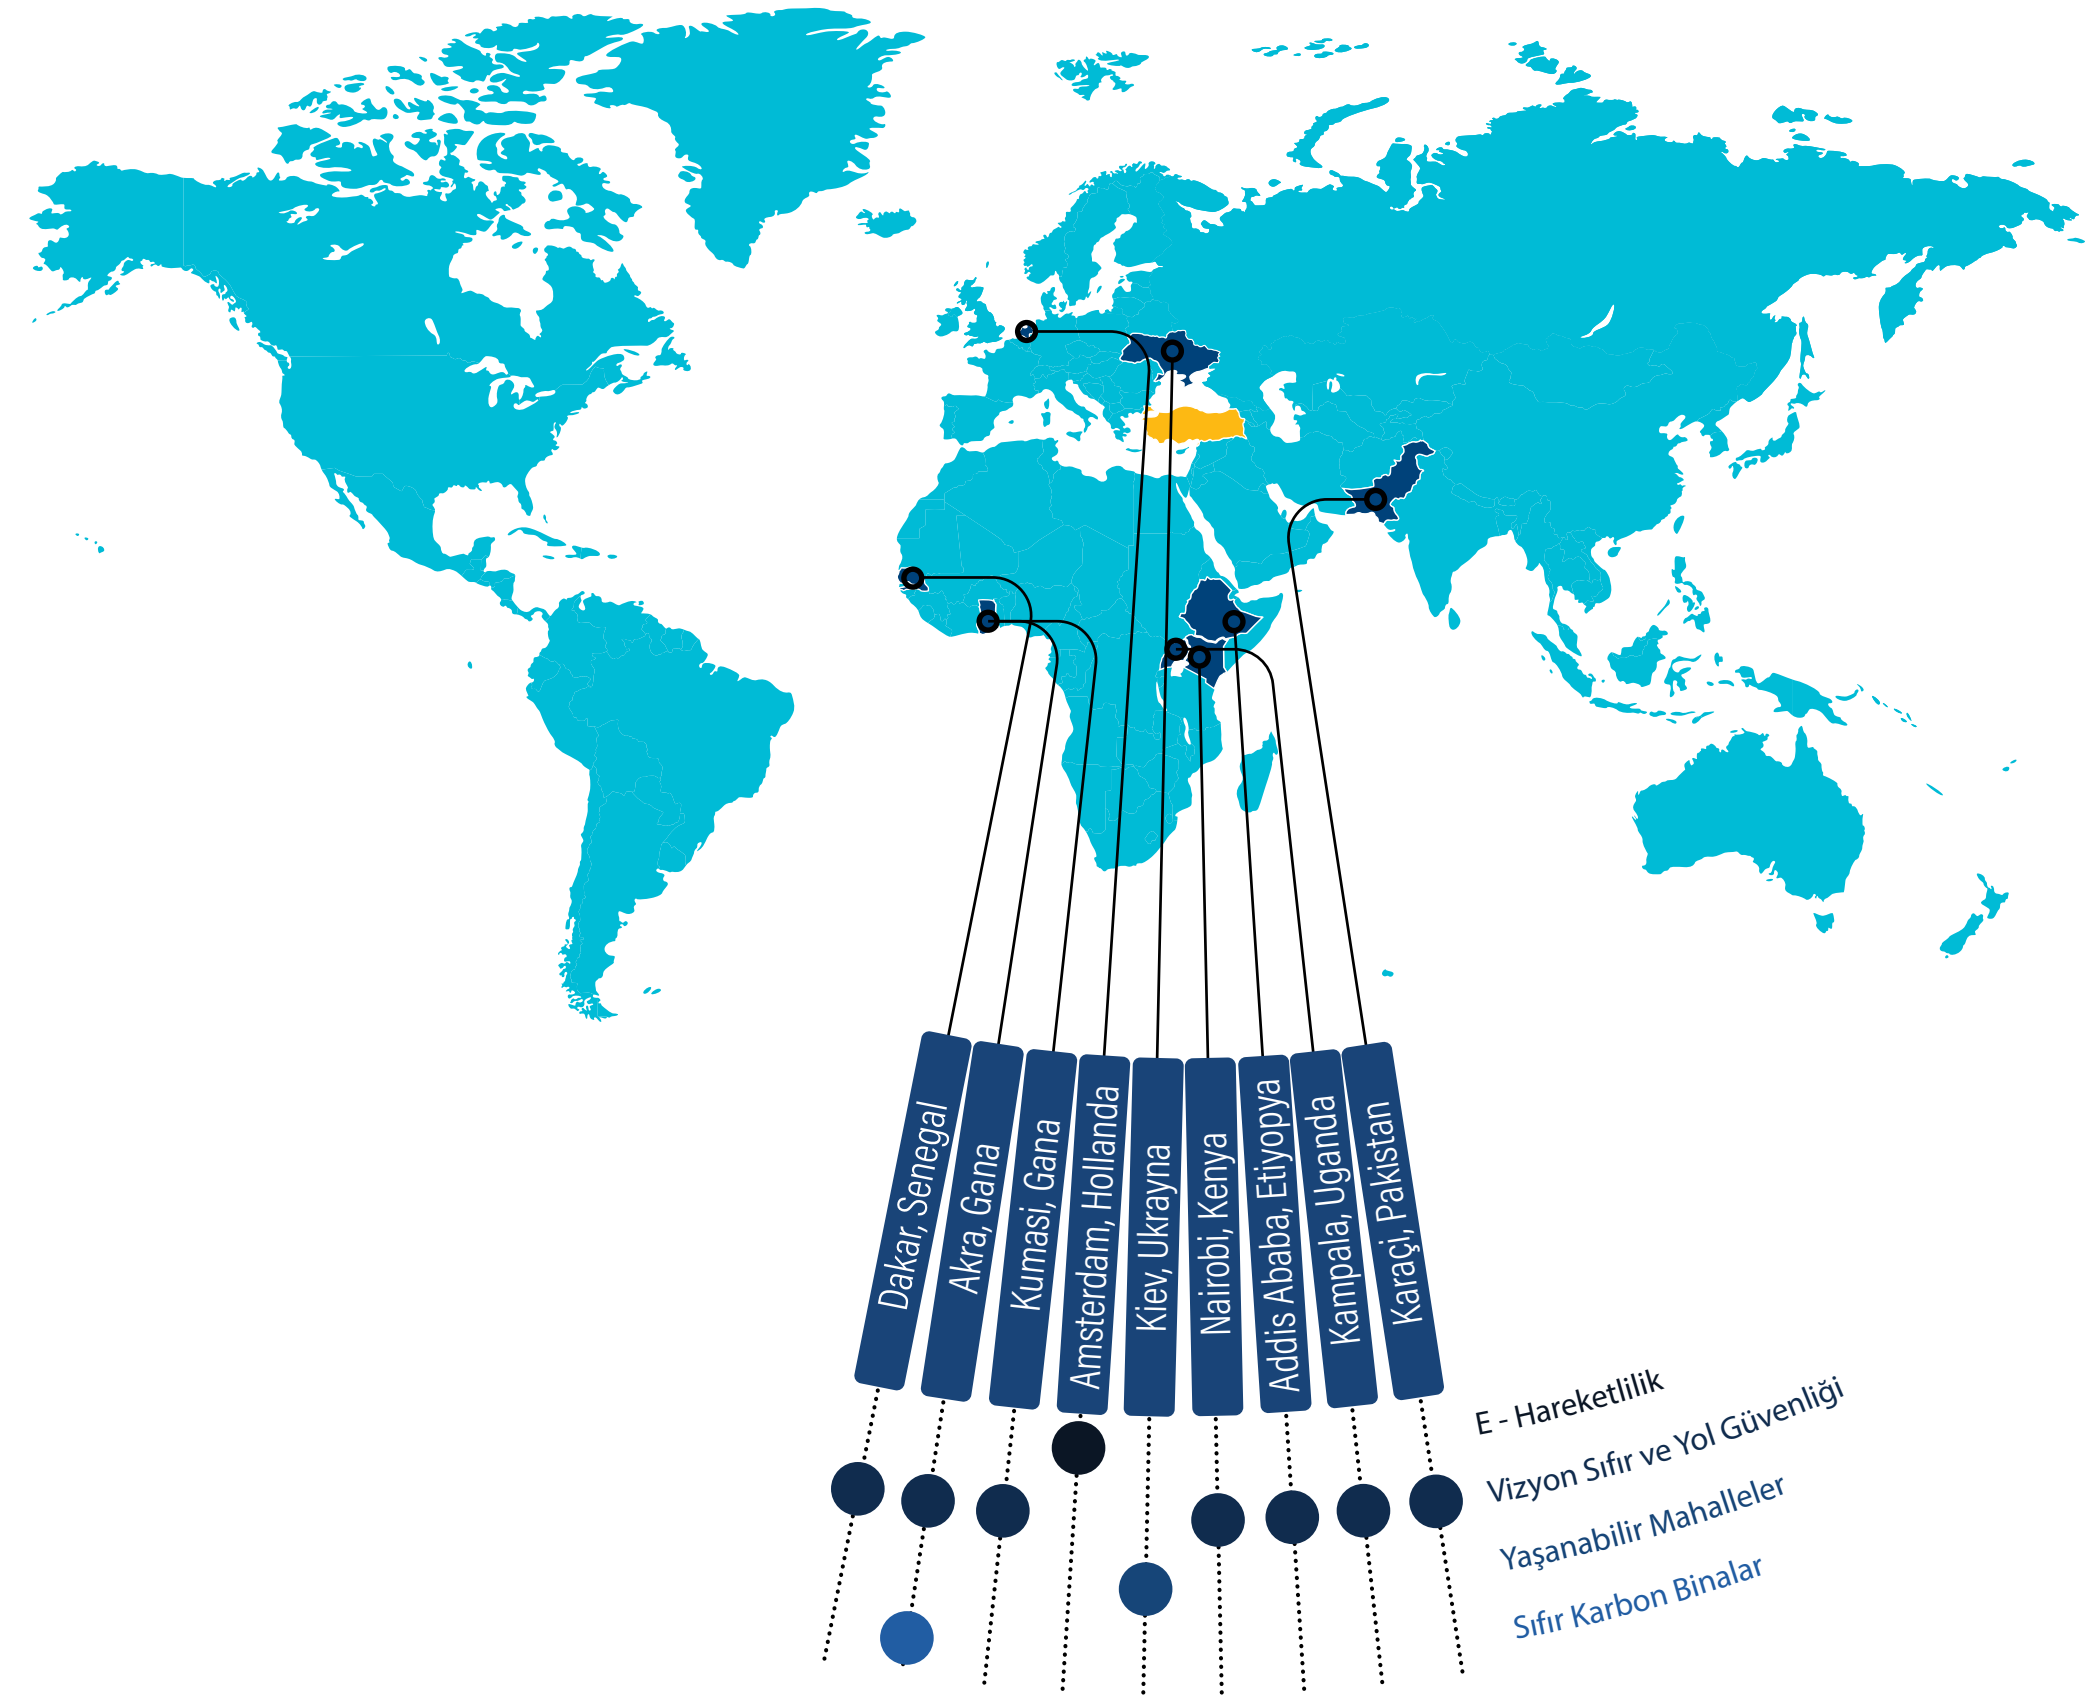 Dakar, Senegal
Akra, Gana
Kumasi, Gana
Amsterdam, Hollanda
Kiev, Ukrayna
Nairobi, Kenya
Addis Ababa, Etiyopya
Kampala, Uganda
Karaçi, Pakistan
E - Hareketlilik
Vizyon Sıfır ve Yol Güvenliği
Yaşanabilir Mahalleler
Sıfır Karbon Binalar